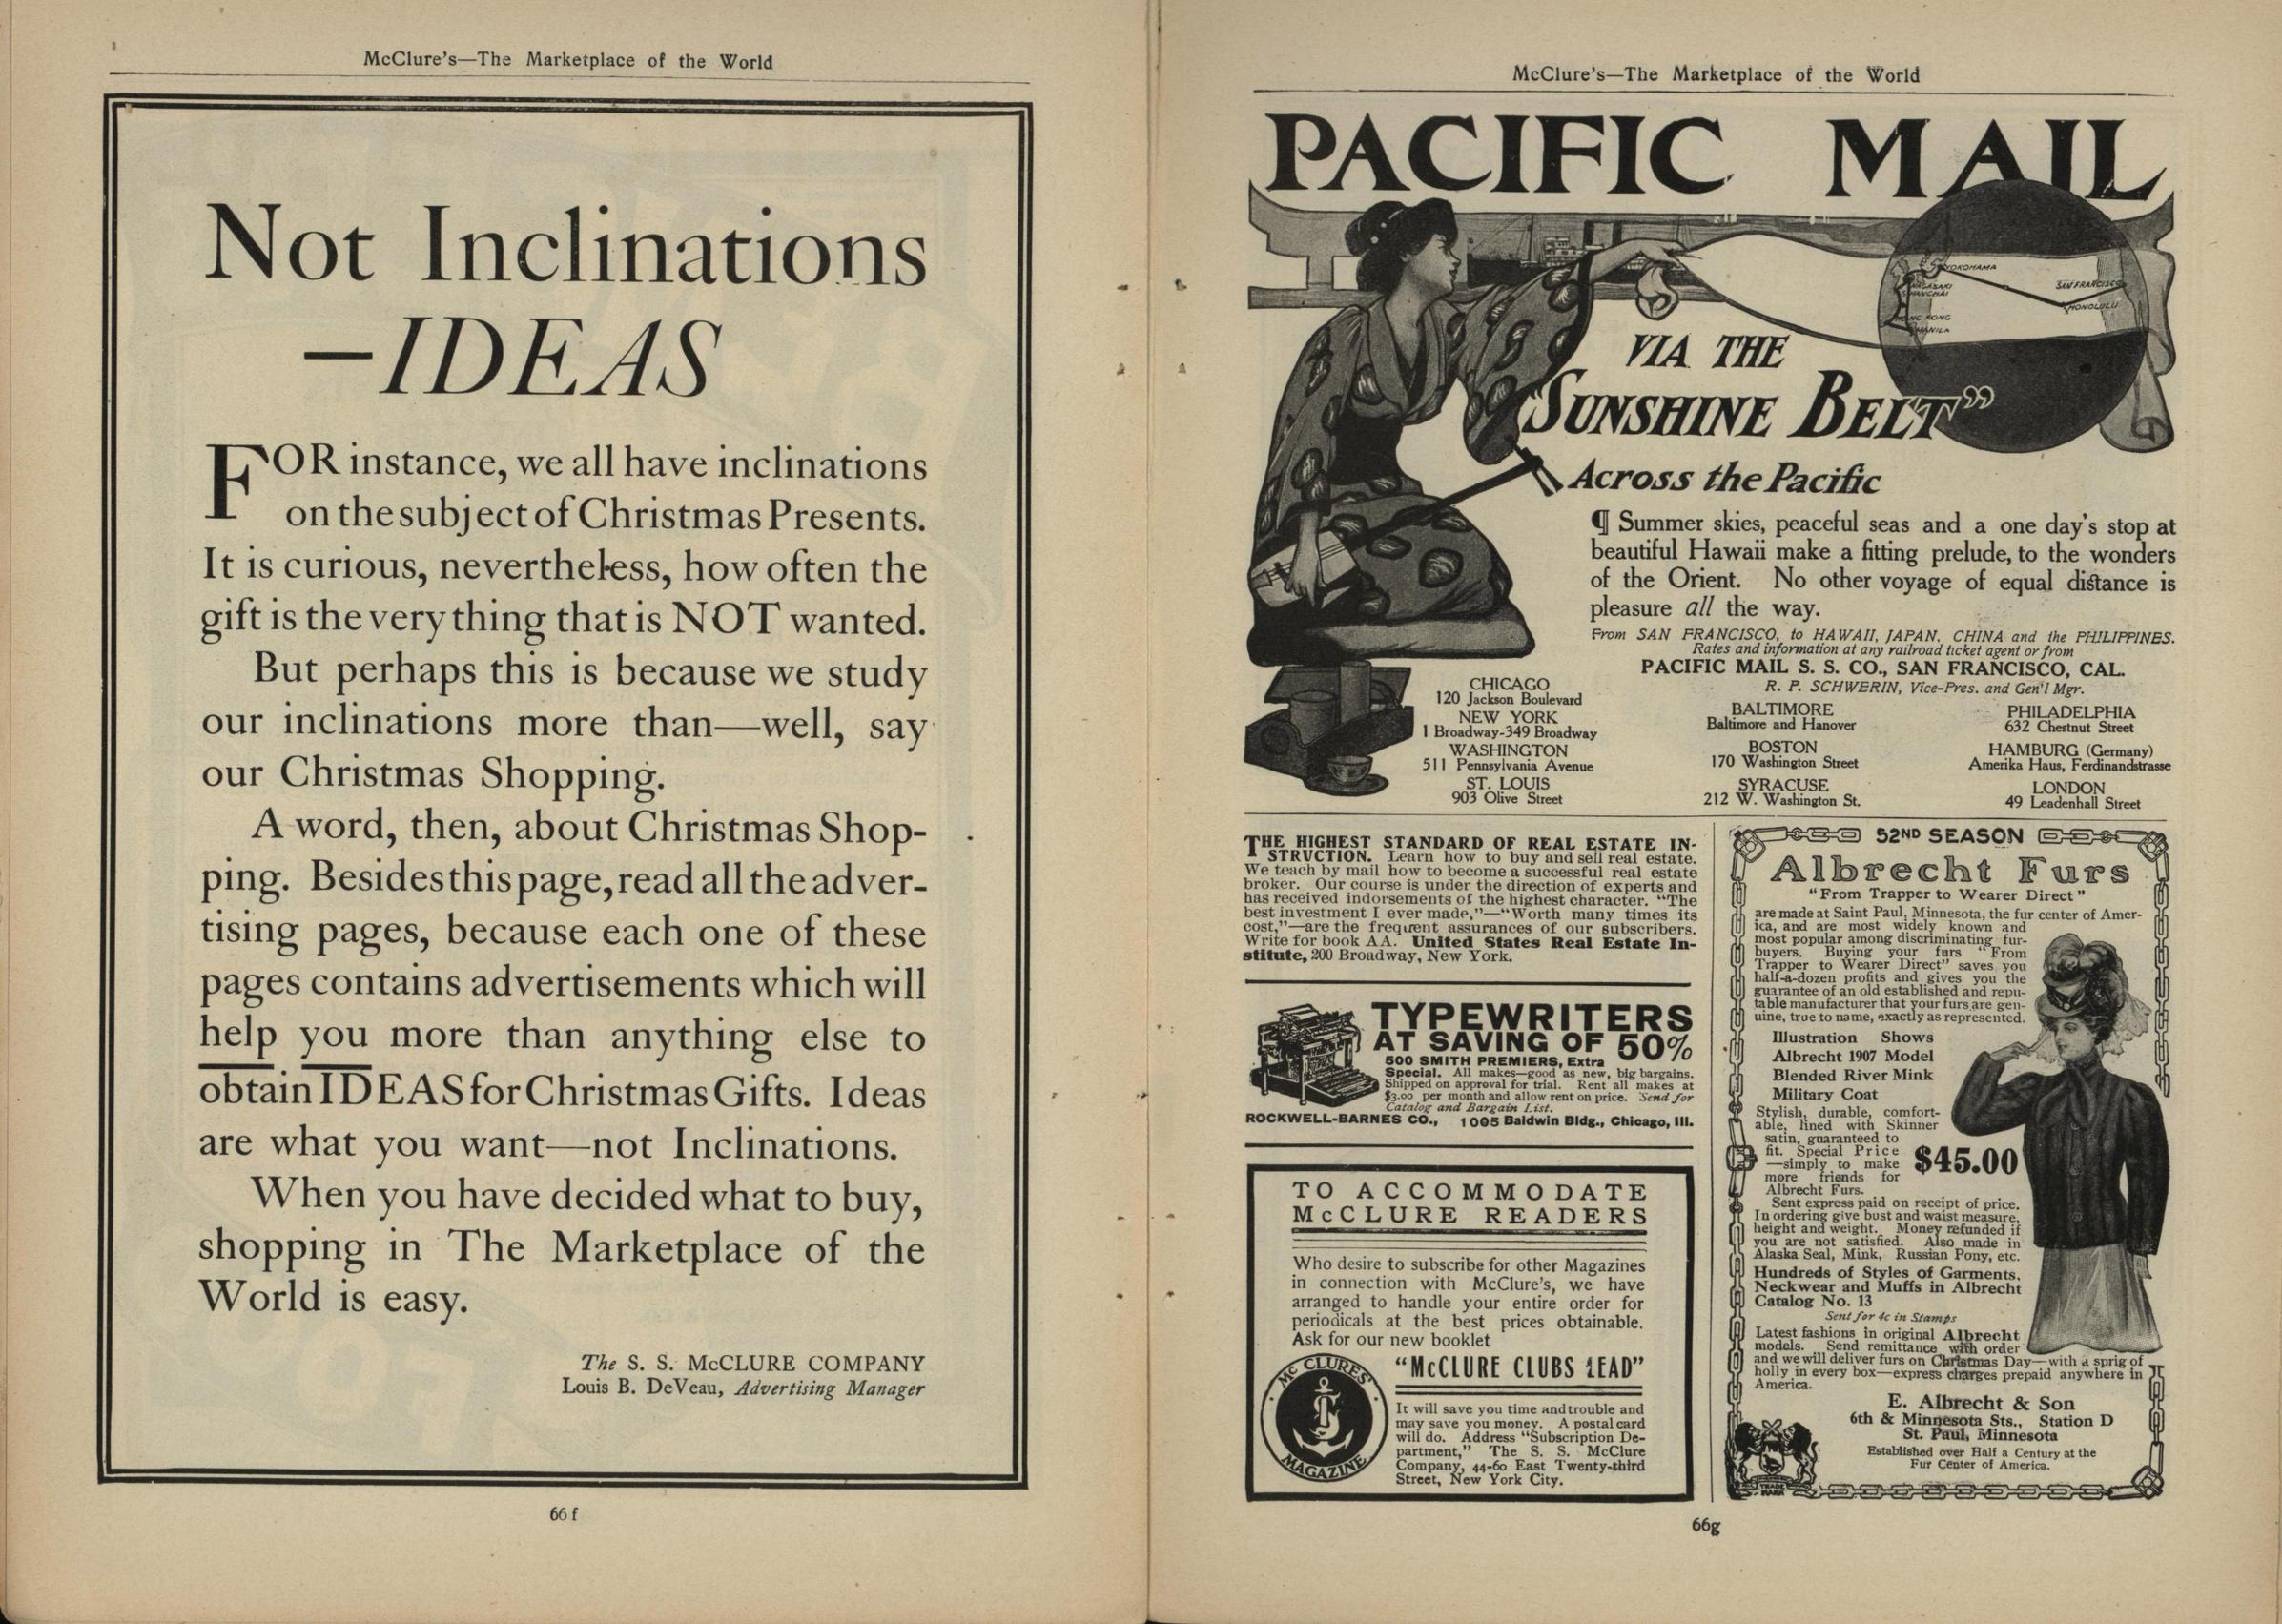 McClure's—The Marketplace of the World
Not Inclinations
—IDEAS
FOR instance, we all have inclinations
on the subject of Christmas Presents.
It is curious, nevertheless, how often the
gift is the very thing that is NOT wanted.
But perhaps this is because we study
our inclinations more than—well, say
our Christmas Shopping.
A word, then, about Christmas Shop-
ping. Besides this page, read all the adver-
tising pages, because each one of these
pages contains advertisements which will
help you more than anything else to
obtain IDEAS for Christmas Gifts. Ideas
are what you want—not Inclinations.
When you have decided what to buy,
shopping in The Marketplace of the
World is easy.
The S. S. McCLURE COMPANY
Louis B. DeVeau, Advertising Manager
66 f
McClure's—The Marketplace of the World
PACIFIC MAIL
YOKOHAMA
NAGASAKI
SHANGHAI
HONG KONG
MANILA
SAN FRANCISCO
HONOLULU
VIA THE
"SUNSHINE BELT"
Across the Pacific
¶ Summer skies, peaceful seas and a one day's stop at
beautiful Hawaii make a fitting prelude, to the wonders
of the Orient. No other voyage of equal distance is
pleasure all the way.
From SAN FRANCISCO, to HAWAII, JAPAN, CHINA and the PHILIPPINES.
Rates and information at any railroad ticket agent or from
PACIFIC MAIL S. S. CO., SAN FRANCISCO, CAL.
R. P. SCHWERIN, Vice-Pres. and Gen'l Mgr.
CHICAGO
120 Jackson Boulevard
NEW YORK
1 Broadway-349 Broadway
WASHINGTON
511 Pennsylvania Avenue
ST. LOUIS
903 Olive Street
BALTIMORE
Baltimore and Hanover
BOSTON
170 Washington Street
SYRACUSE
212 W. Washington St.
PHILADELPHIA
632 Chestnut Street
HAMBURG (Germany)
Amerika Haus, Ferdinandstrasse
LONDON
49 Leadenhall Street
THE HIGHEST STANDARD OF REAL ESTATE IN-
STRVCTION. Learn how to buy and sell real estate.
We teach by mail how to become a successful real estate
broker. Our course is under the direction of experts and
has received indorsements of the highest character. "The
best investment I ever made,"—"Worth many times its
cost,"—are the frequent assurances of our subscribers.
Write for book AA. United States Real Estate In-
stitute, 200 Broadway, New York.
TYPEWRITERS
AT SAVING OF 50%
500 SMITH PREMIERS, Extra
Special. All makes—good as new, big bargains.
Shipped on approval for trial. Rent all makes at
$3.00 per month and allow rent on price. Send for
Catalog and Bargain List.
ROCKWELL-BARNES CO., 1005 Baldwin Bldg., Chicago, Ill.
TO ACCOMMODATE
McCLURE READERS
Who desire to subscribe for other Magazines
in connection with McClure's, we have
arranged to handle your entire order for
periodicals at the best prices obtainable.
Ask for our new booklet
McCLURE'S
MAGAZINE
"McCLURE CLUBS LEAD"
It will save you time and trouble and
may save you money. A postal card
will do. Address "Subscription De-
partment," The S. S. McClure
Company, 44-60 East Twenty-third
Street, New York City.
52ND SEASON
Albrecht Furs
"From Trapper to Wearer Direct"
are made at Saint Paul, Minnesota, the fur center of Amer-
ica, and are most widely known and
most popular among discriminating fur-
buyers. Buying your furs "From
Trapper to Wearer Direct" saves you
half-a-dozen profits and gives you the
guarantee of an old established and repu-
table manufacturer that your furs are gen-
uine, true to name, exactly as represented.
Illustration Shows
Albrecht 1907 Model
Blended River Mink
Military Coat
Stylish, durable, comfort-
able, lined with Skinner
satin, guaranteed to
fit. Special Price
—simply to make
more friends for
Albrecht Furs.
$45.00
Sent express paid on receipt of price.
In ordering give bust and waist measure,
height and weight. Money refunded if
you are not satisfied. Also made in
Alaska Seal, Mink, Russian Pony, etc.
Hundreds of Styles of Garments,
Neckwear and Muffs in Albrecht
Catalog No. 13
Sent for 4c in Stamps
Latest fashions in original Albrecht
models. Send remittance with order
and we will deliver furs on Christmas Day—with a sprig of
holly in every box—express charges prepaid anywhere in
America.
E. Albrecht & Son
6th & Minnesota Sts., Station D
St. Paul, Minnesota
Established over Half a Century at the
Fur Center of America.
TRADE
MARK
66g